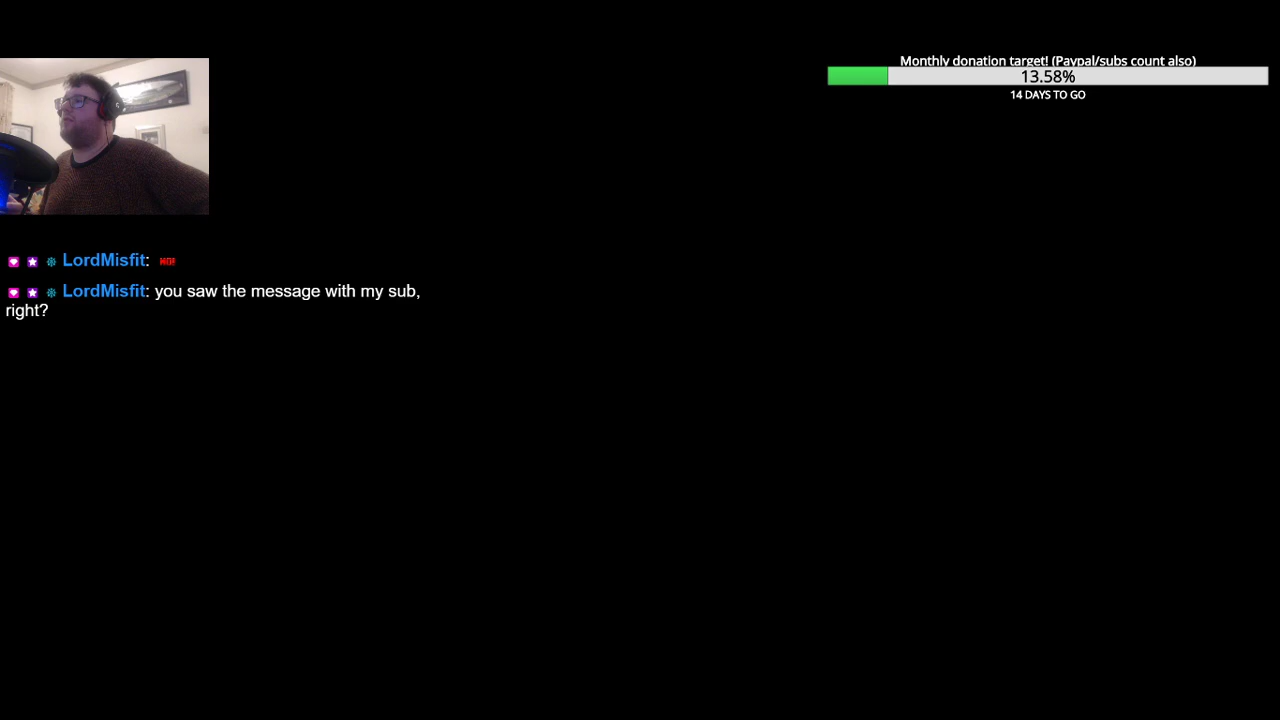 Monthly donation target! (Paypal/subs count also)
13.58%
14 DAYS TO GO
LordMisfit:
LordMisfit: you saw the message with my sub,
right?